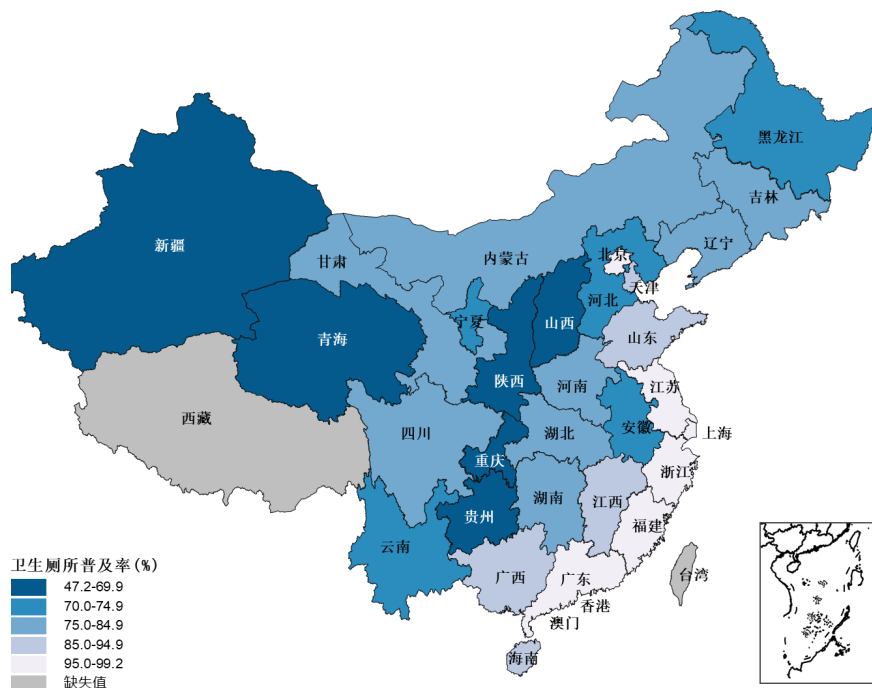 黑龙江
吉林
辽宁
新疆
甘肃
内蒙古
北京
天津
河北
宁夏
山西
山东
青海
陕西
河南
江苏
西藏
四川
湖北
安徽
上海
重庆
浙江
湖南
江西
贵州
福建
云南
广西
广东
台湾
香港
澳门
海南
卫生厕所普及率(%)
47.2-69.9
70.0-74.9
75.0-84.9
85.0-94.9
95.0-99.2
缺失值